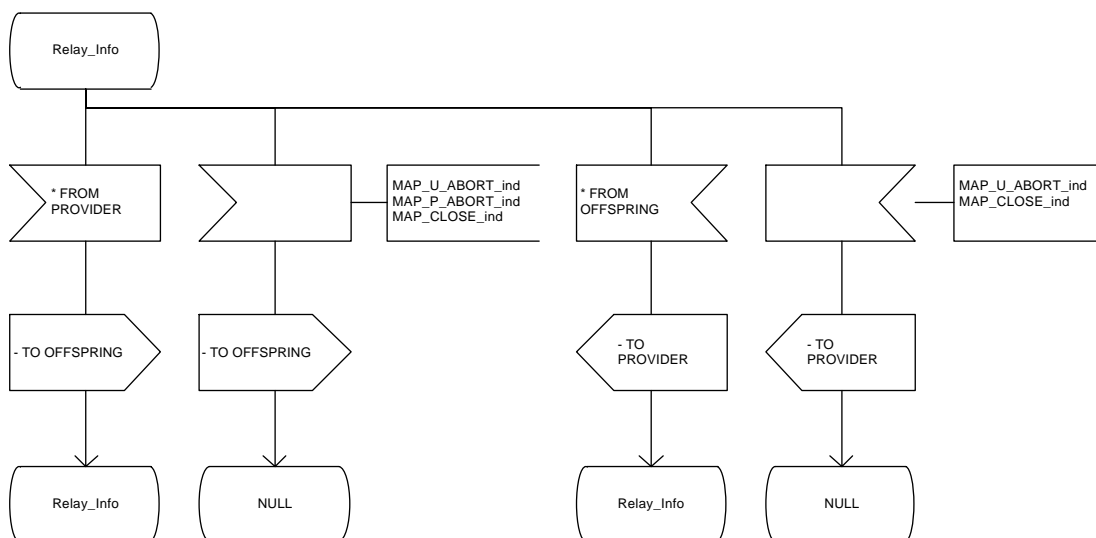 Relay_Info
* FROM
PROVIDER
MAP_U_ABORT_ind
MAP_P_ABORT_ind
MAP_CLOSE_ind
* FROM
OFFSPRING
MAP_U_ABORT_ind
MAP_CLOSE_ind
- TO OFFSPRING
- TO OFFSPRING
- TO
PROVIDER
- TO
PROVIDER
Relay_Info
NULL
Relay_Info
NULL